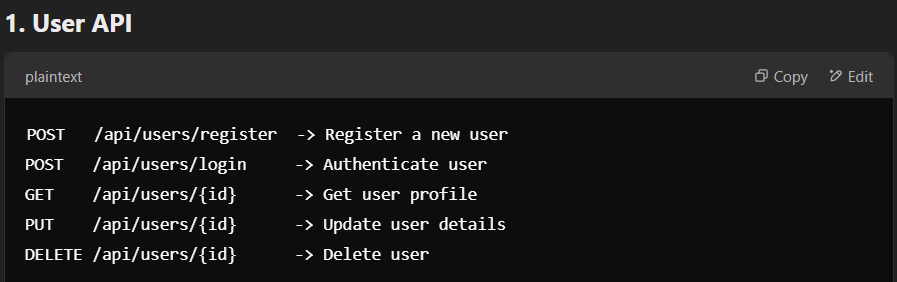 1. User API
plaintext Copy Edit
POST /api/users/register -> Register a new user
POST /api/users/login -> Authenticate user
GET /api/users/{id} -> Get user profile
PUT /api/users/{id} -> Update user details
DELETE /api/users/{id} -> Delete user